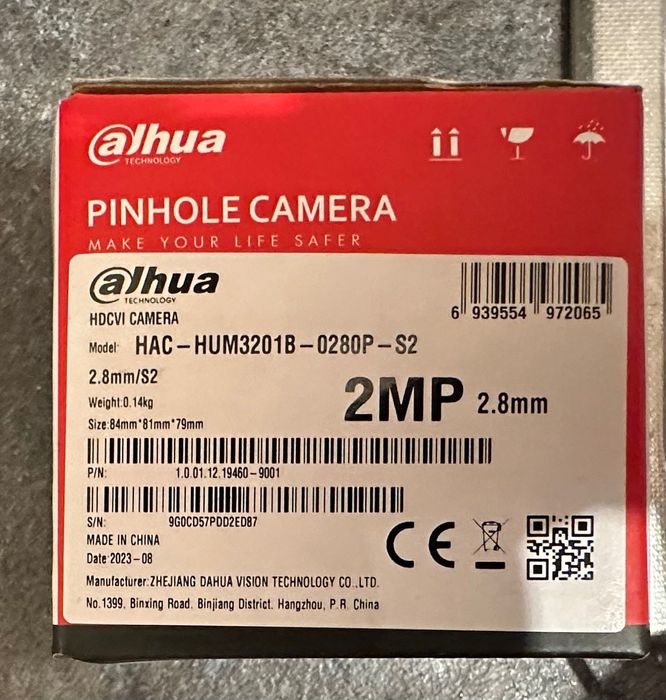 alhua
TECHNOLOGY
PINHOLE CAMERA
MAKE YOUR LIFE SAFER
alhua
TECHNOLOGY
HDCVI CAMERA
Model: HAC-HUM3201B-0280P-S2
2.8mm/S2
Weight:0.14kg
Size:84mm*81mm*79mm
2MP 2.8mm
6 939554 972065
P/N: 1.0.01.12.19460-9001
S/N: 9G0CD57PDD2ED87
MADE IN CHINA
Date:2023-08
CE
Manufacturer:ZHEJIANG DAHUA VISION TECHNOLOGY CO.,LTD.
No.1399, Binxing Road, Binjiang District, Hangzhou, P.R. China